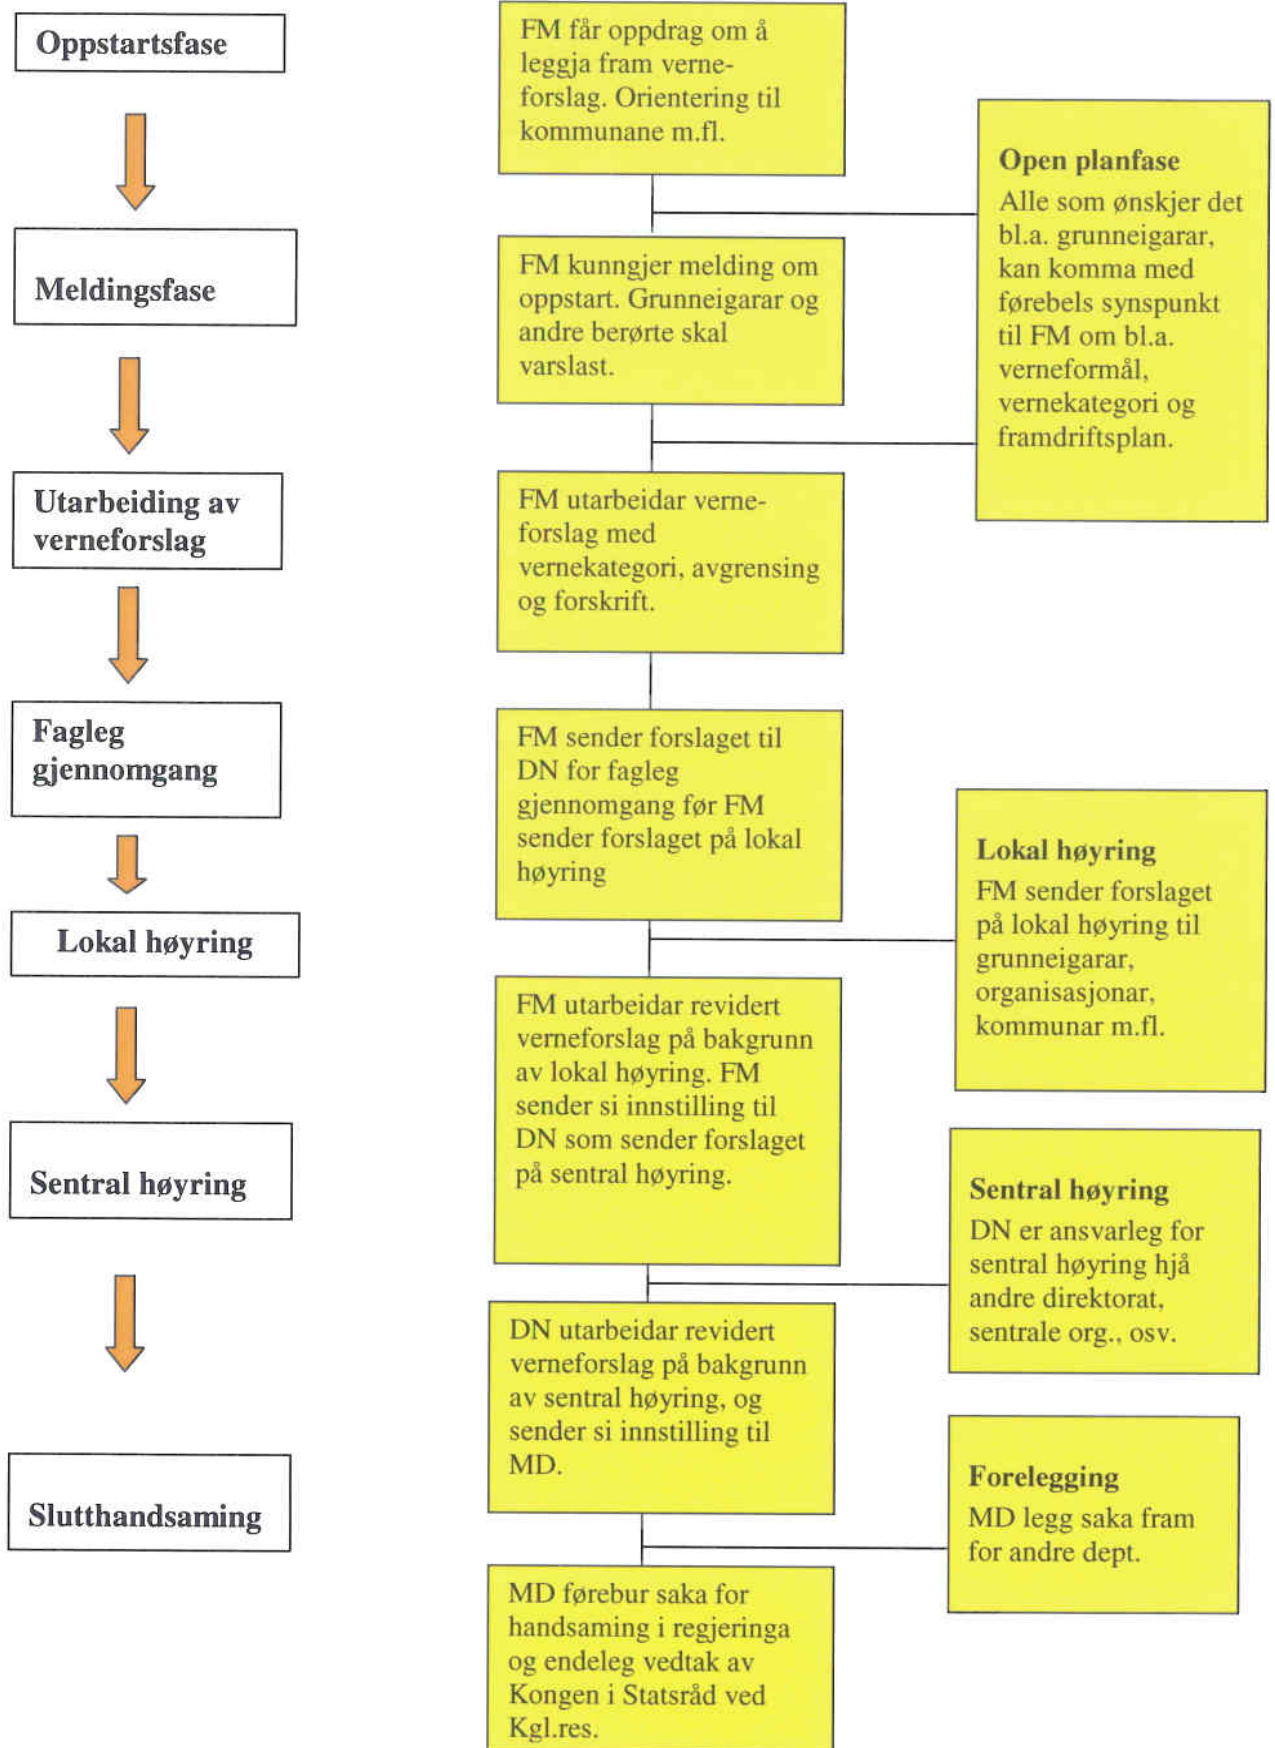 Oppstartsfase
Meldingsfase
Utarbeiding av
verneforslag
Fagleg
gjennomgang
Lokal høyring
Sentral høyring
Slutthandsaming
FM får oppdrag om å
leggja fram verne-
forslag. Orientering til
kommunane m.fl.
FM kunngjer melding om
oppstart. Grunneigarar og
andre berørte skal
varslast.
FM utarbeidar verne-
forslag med
vernekategori, avgrensing
og forskrift.
FM sender forslaget til
DN for fagleg
gjennomgang før FM
sender forslaget på lokal
høyring
FM utarbeidar revidert
verneforslag på bakgrunn
av lokal høyring. FM
sender si innstilling til
DN som sender forslaget
på sentral høyring.
DN utarbeidar revidert
verneforslag på bakgrunn
av sentral høyring, og
sender si innstilling til
MD.
MD førebur saka for
handsaming i regjeringa
og endeleg vedtak av
Kongen i Statsråd ved
Kgl.res.
Open planfase
Alle som ønskjer det
bl.a. grunneigarar,
kan komma med
førebels synspunkt
til FM om bl.a.
verneformål,
vernekategori og
framdriftsplan.
Lokal høyring
FM sender forslaget
på lokal høyring til
grunneigarar,
organisasjonar,
kommunar m.fl.
Sentral høyring
DN er ansvarleg for
sentral høyring hjå
andre direktorat,
sentrale org., osv.
Forelegging
MD legg saka fram
for andre dept.